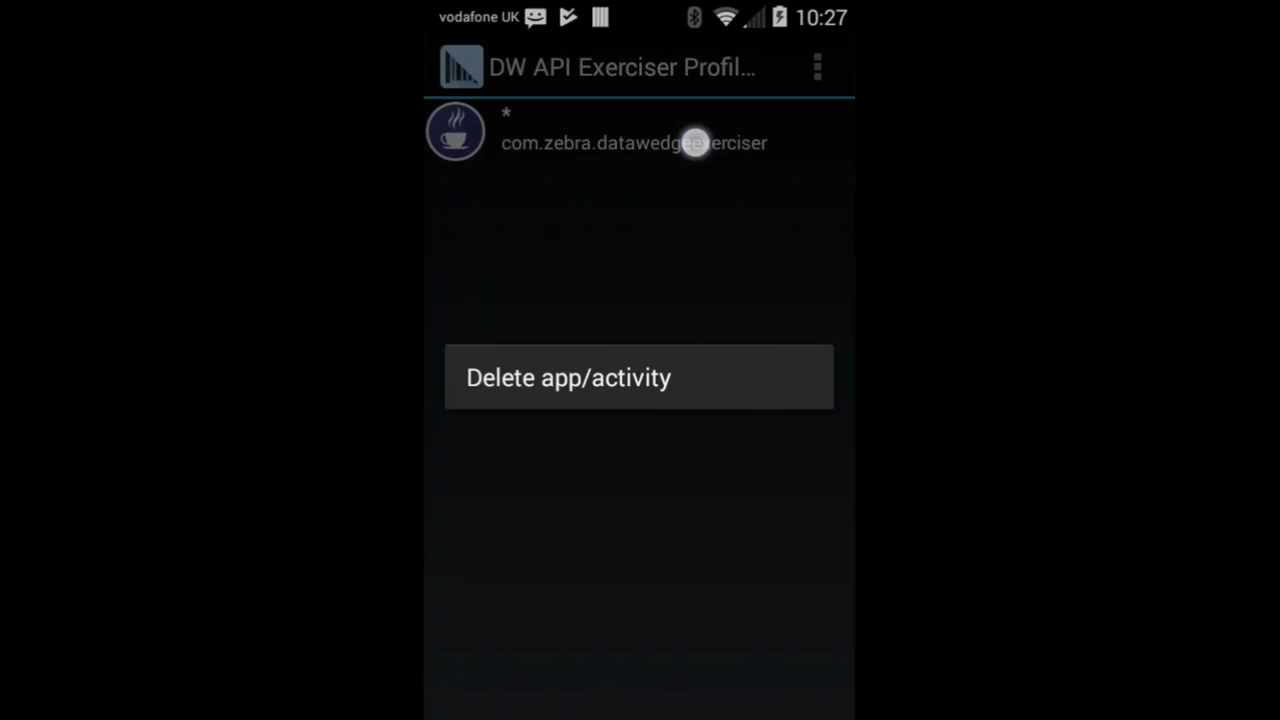 vodafone UK 10:27
DW API Exerciser Profil...
*
com.zebra.datawedgeexerciser
Delete app/activity